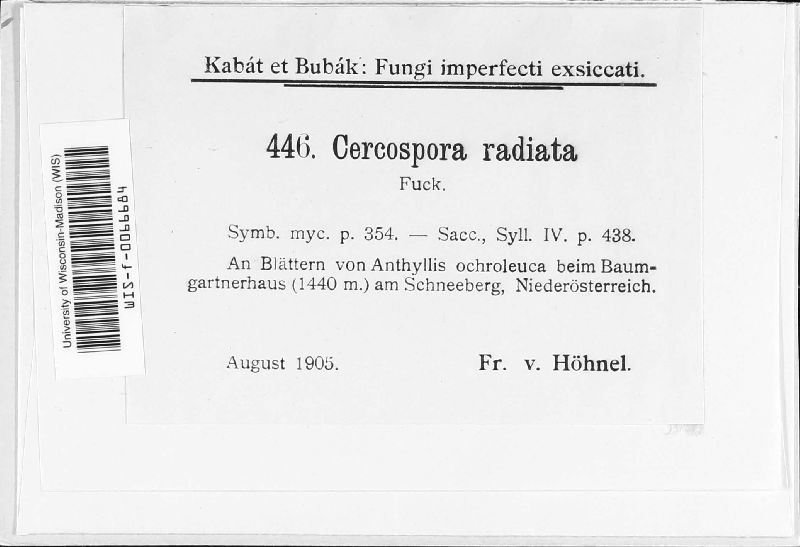 Kabát et Bubák: Fungi imperfecti exsiccati.
446. Cercospora radiata
Fuck.
Symb. myc. p. 354. — Sacc., Syll. IV. p. 438.
An Blättern von Anthyllis ochroleuca beim Baum-
gartnerhaus (1440 m.) am Schneeberg, Niederösterreich.
August 1905.
Fr. v. Höhnel.
University of Wisconsin-Madison (WIS)
WIS-f-0066684